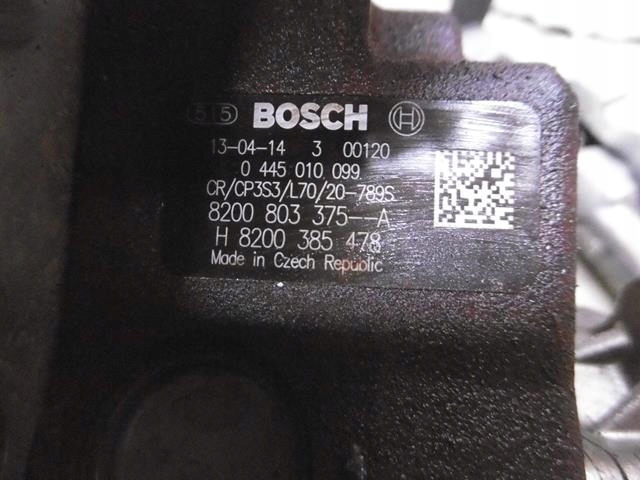 515 BOSCH
13-04-14 3 00120
0 445 010 099
CR/CP3S3/L70/20-789S
8200 803 375--A
H 8200 385 478
Made in Czech Republic